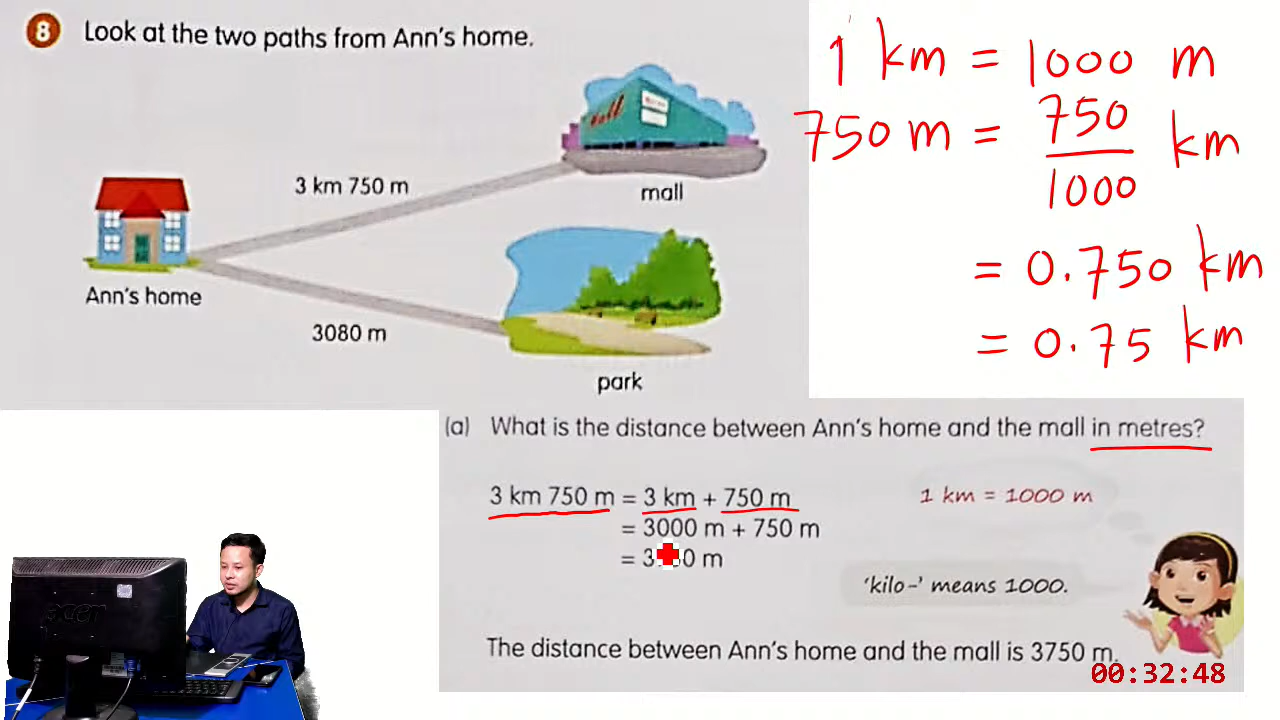 8 Look at the two paths from Ann's home.
3 km 750 m
mall
Mall
Ann's home
3080 m
park
1 km = 1000 m
750 m = 750/1000 km
= 0.750 km
= 0.75 km
(a) What is the distance between Ann's home and the mall in metres?
3 km 750 m = 3 km + 750 m
1 km = 1000 m
= 3000 m + 750 m
= 3 0 m
'kilo-' means 1000.
The distance between Ann's home and the mall is 3750 m.
acer
00:32:48